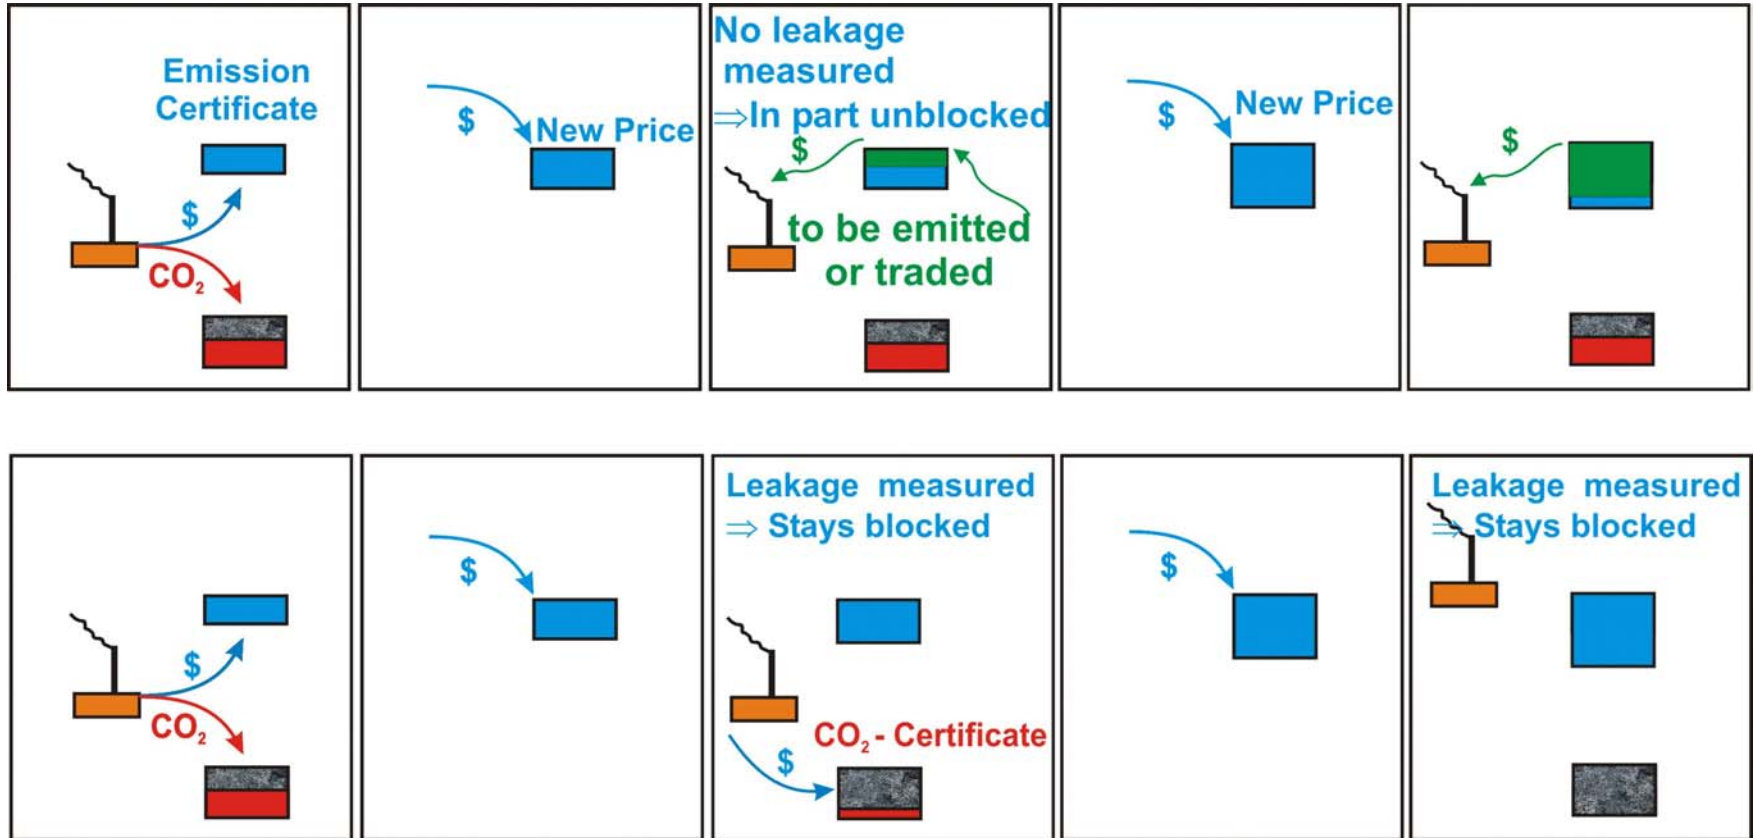 Emission
Certificate
$
CO₂
$
New Price
No leakage
measured
⇒In part unblocked
$
to be emitted
or traded
$
New Price
$
$
CO₂
$
Leakage measured
⇒ Stays blocked
CO₂ - Certificate
$
$
Leakage measured
⇒ Stays blocked